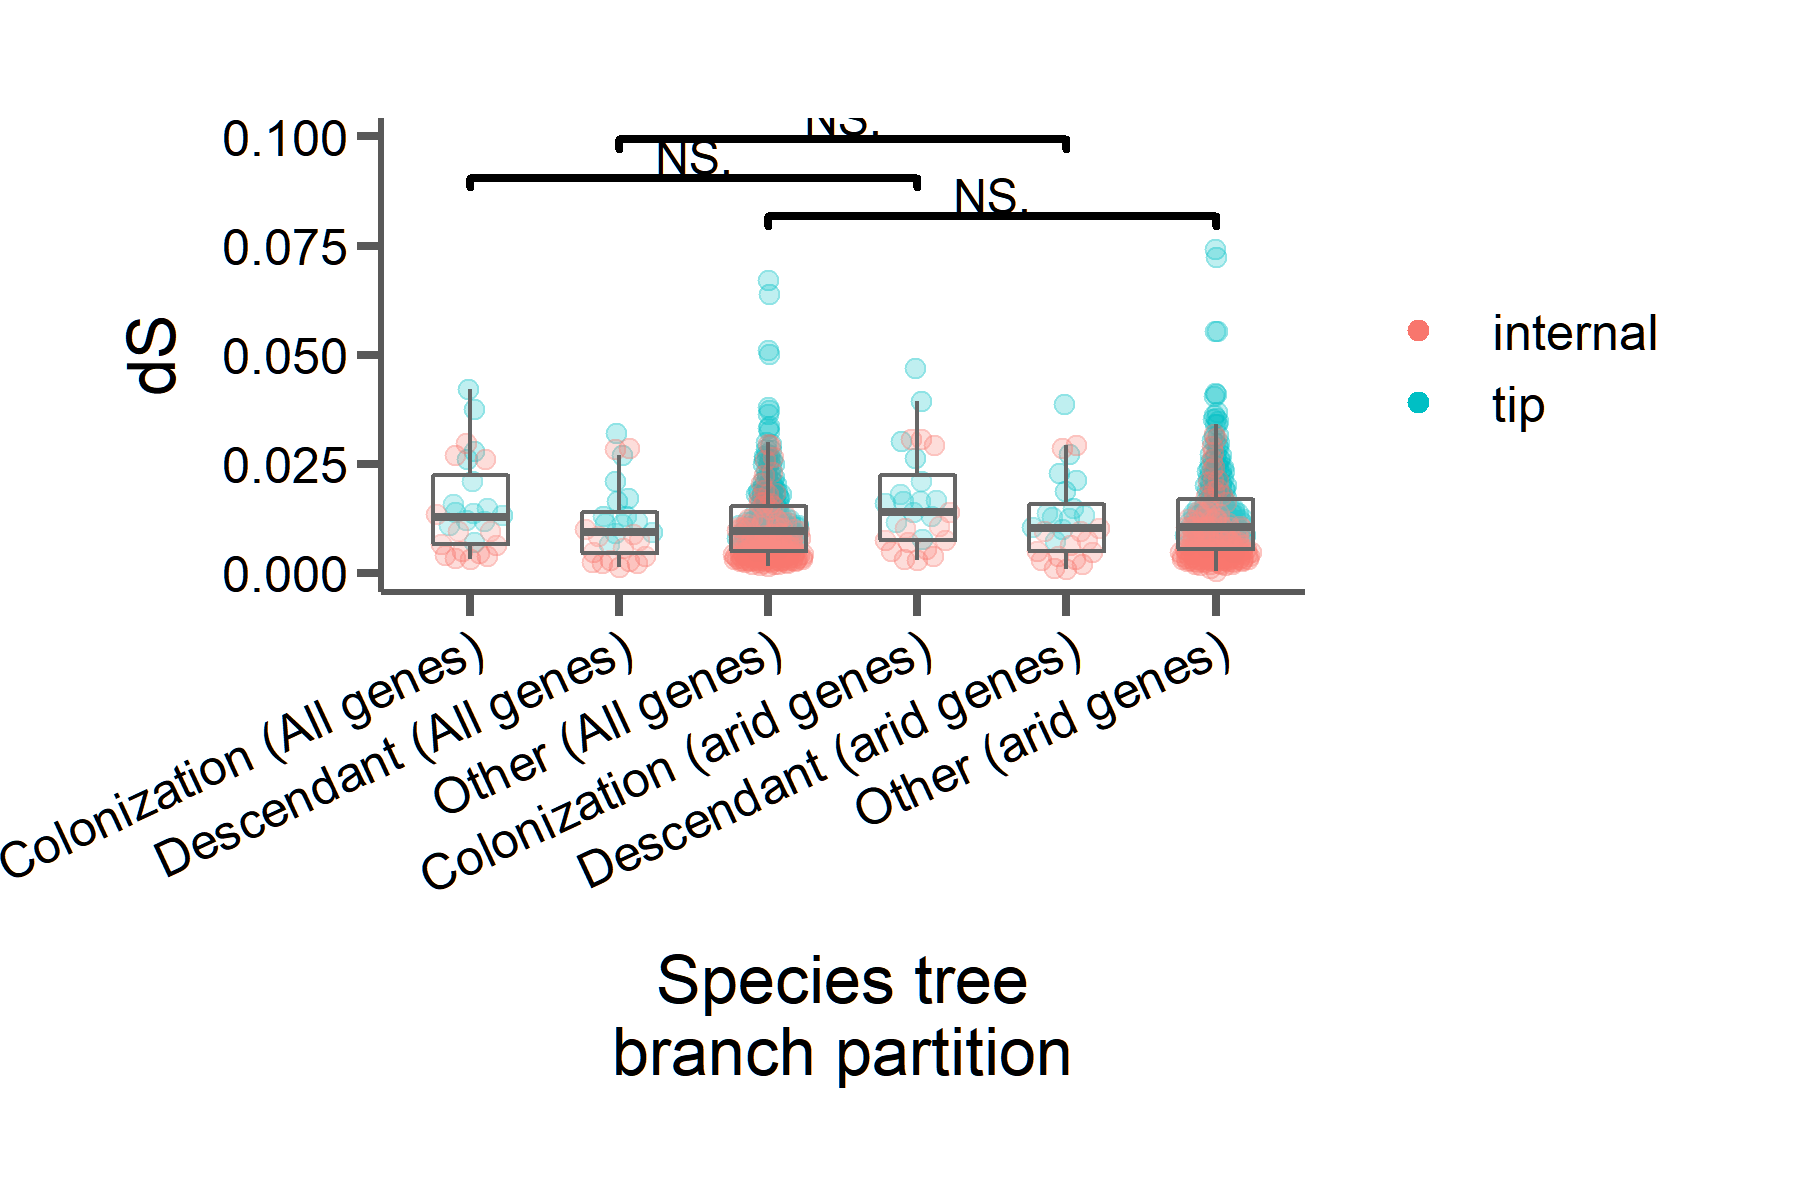 NS.
0.100
NS.
NS.
0.075
0.050
0.025
0.000
dS
internal
tip
Colonization (All genes)
Descendant (All genes)
Other (All genes)
Colonization (arid genes)
Descendant (arid genes)
Other (arid genes)
Species tree
branch partition